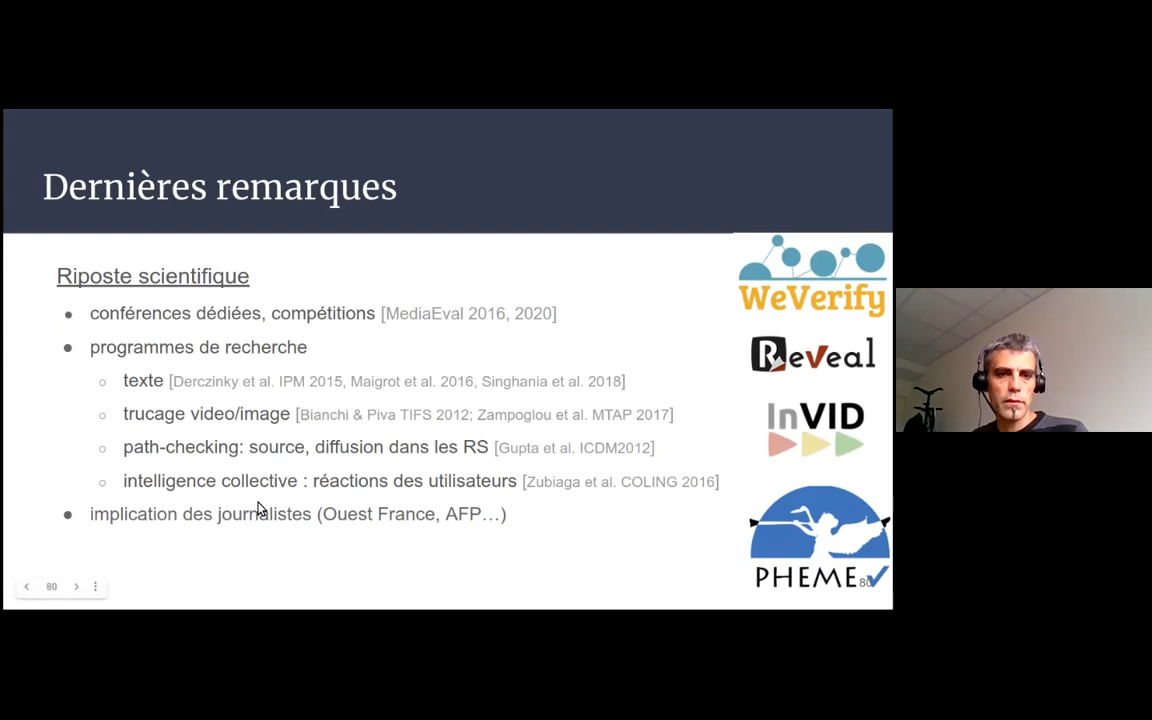 Dernières remarques
Riposte scientifique
conférences dédiées, compétitions [MediaEval 2016, 2020]
programmes de recherche
texte [Derczinky et al. IPM 2015, Maigrot et al. 2016, Singhania et al. 2018]
trucage video/image [Bianchi & Piva TIFS 2012; Zampoglou et al. MTAP 2017]
path-checking: source, diffusion dans les RS [Gupta et al. ICDM2012]
intelligence collective : réactions des utilisateurs [Zubiaga et al. COLING 2016]
implication des journalistes (Ouest France, AFP…)
WeVerify
ReveaL
InVID
PHEME
80
80